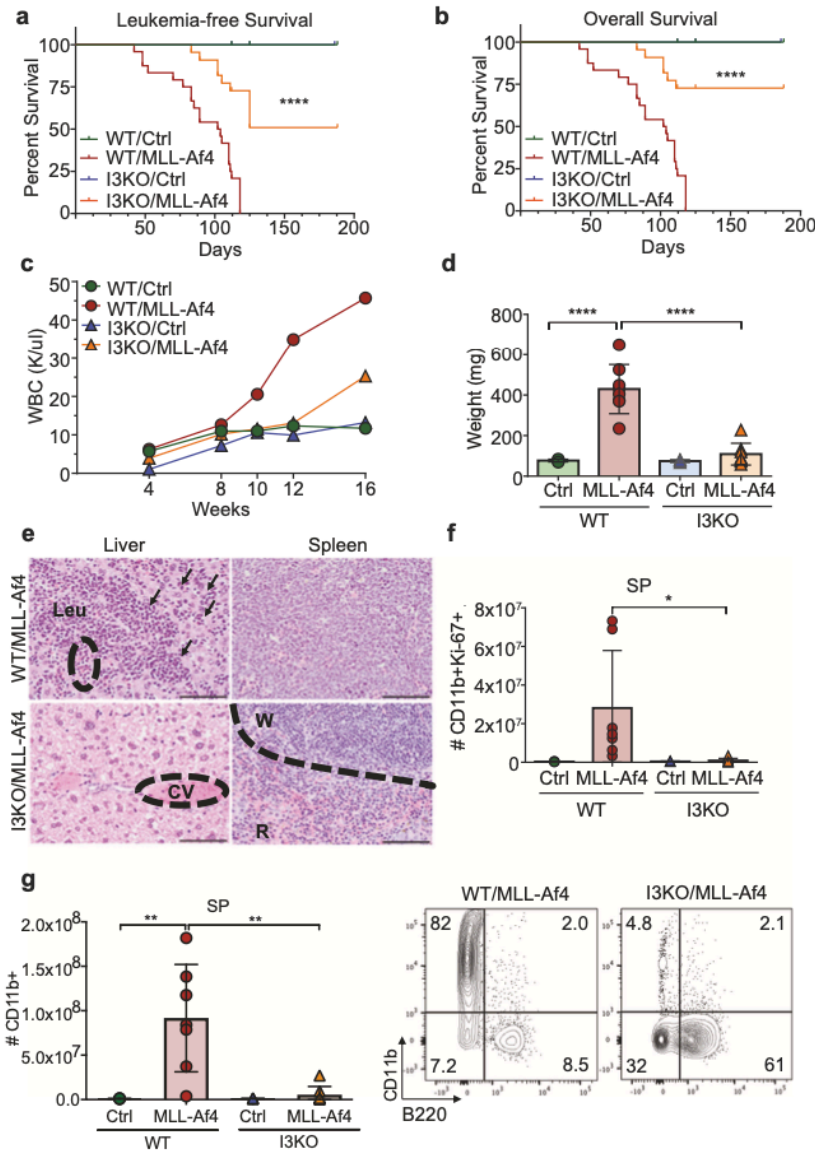 a
Leukemia-free Survival
100
75
50
25
0
Percent Survival
****
WT/Ctrl
WT/MLL-Af4
I3KO/Ctrl
I3KO/MLL-Af4
50
100
150
200
Days
b
Overall Survival
100
75
50
25
0
Percent Survival
****
WT/Ctrl
WT/MLL-Af4
I3KO/Ctrl
I3KO/MLL-Af4
50
100
150
200
Days
c
50
40
30
20
10
0
WBC (K/ul)
WT/Ctrl
WT/MLL-Af4
I3KO/Ctrl
I3KO/MLL-Af4
4 8 10 12 16
Weeks
d
800
600
400
200
0
Weight (mg)
**** ****
Ctrl MLL-Af4 Ctrl MLL-Af4
WT I3KO
e
Liver Spleen
WT/MLL-Af4
Leu
I3KO/MLL-Af4
CV
W
R
f
SP
8x10⁷
6x10⁷
4x10⁷
2x10⁷
0
# CD11b+Ki-67+
*
Ctrl MLL-Af4 Ctrl MLL-Af4
WT I3KO
g
SP
2.0x10⁸
1.5x10⁸
1.0x10⁸
5.0x10⁷
0.0
# CD11b+
** **
Ctrl MLL-Af4 Ctrl MLL-Af4
WT I3KO
WT/MLL-Af4 I3KO/MLL-Af4
82 2.0
7.2 8.5
4.8 2.1
32 61
CD11b
B220